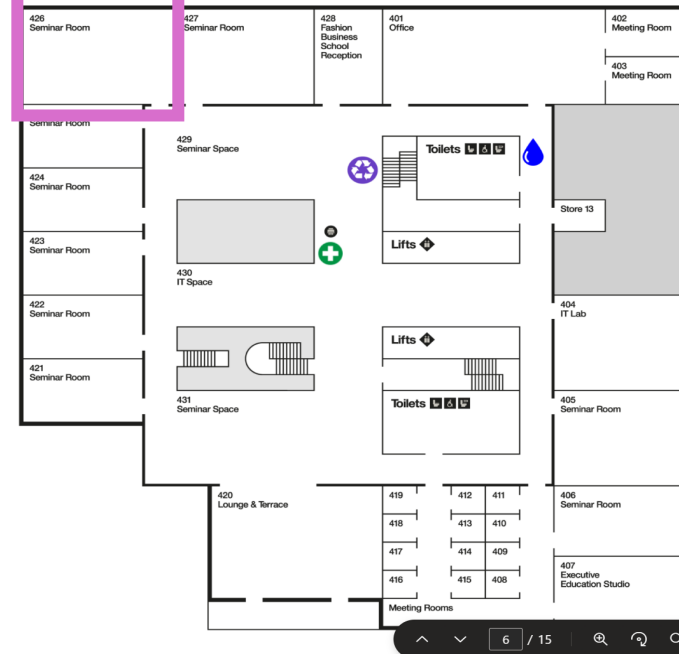 426
Seminar Room
427
Seminar Room
428
Fashion
Business
School
Reception
401
Office
402
Meeting Room
403
Meeting Room
Seminar Room
429
Seminar Space
Toilets
424
Seminar Room
Store 13
423
Seminar Room
Lifts
430
IT Space
422
Seminar Room
404
IT Lab
Lifts
421
Seminar Room
431
Seminar Space
Toilets
405
Seminar Room
420
Lounge & Terrace
419
412
411
406
Seminar Room
418
413
410
417
414
409
407
Executive
Education Studio
416
415
408
Meeting Rooms
6 / 15